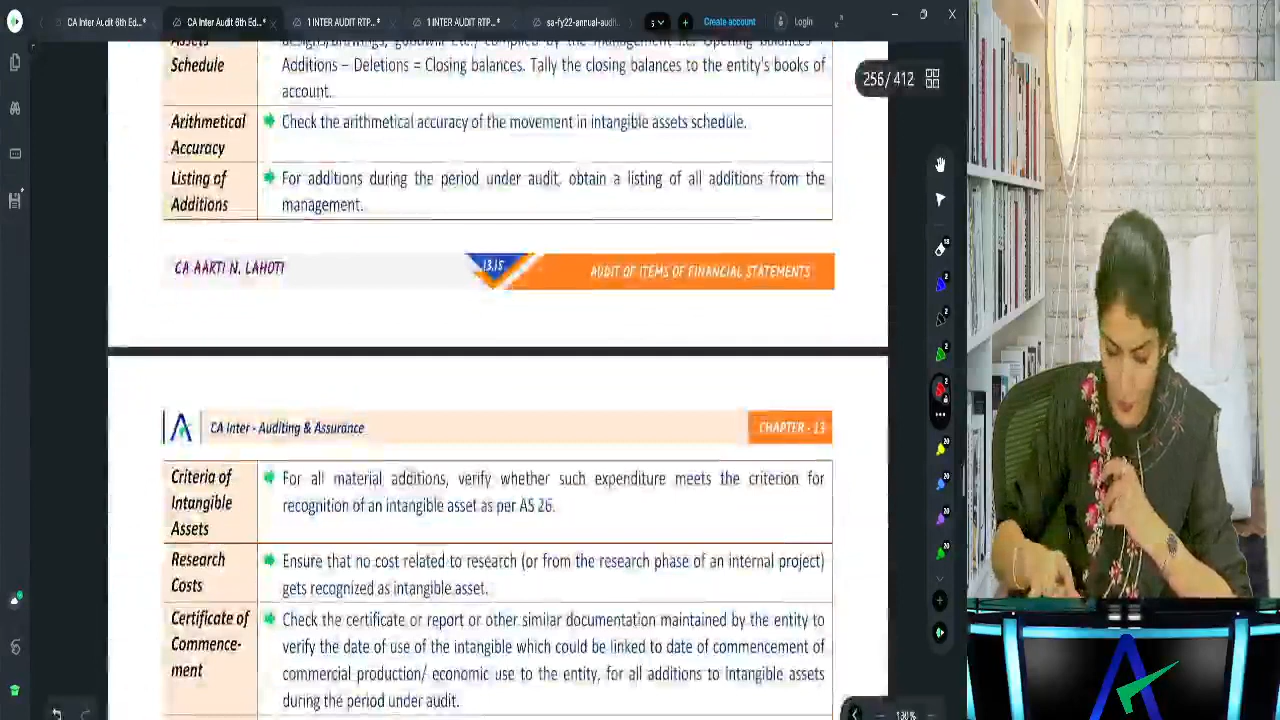 CA Inter Audit 6th Ed...* CA Inter Audit 8th Ed...* 1 INTER AUDIT RTP...* 1 INTER AUDIT RTP...* sa-fy22-annual-audit... Create account Login
Assets
Schedule
Additions – Deletions = Closing balances. Tally the closing balances to the entity's books of account.
256/ 412
Arithmetical
Accuracy
Check the arithmetical accuracy of the movement in intangible assets schedule.
Listing of
Additions
For additions during the period under audit, obtain a listing of all additions from the
management.
CA AARTI N. LAHOTI
13.15
AUDIT OF ITEMS OF FINANCIAL STATEMENTS
CA Inter - Auditing & Assurance
CHAPTER - 13
Criteria of
Intangible
Assets
For all material additions, verify whether such expenditure meets the criterion for
recognition of an intangible asset as per AS 26.
Research
Costs
Ensure that no cost related to research (or from the research phase of an internal project)
gets recognized as intangible asset.
Certificate of
Commence-
ment
Check the certificate or report or other similar documentation maintained by the entity to
verify the date of use of the intangible which could be linked to date of commencement of
commercial production/ economic use to the entity, for all additions to intangible assets
during the period under audit.
130%